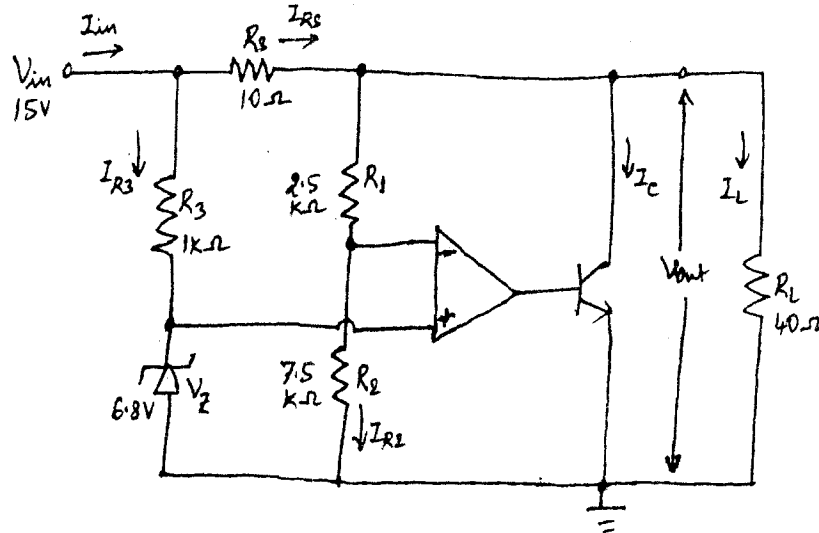 Iin
IRS
RS
10Ω
Vin
15V
IR3
R3
1KΩ
2.5
KΩ
R1
-
+
IC
IL
Vout
RL
40Ω
7.5
KΩ
R2
IR2
6.8V
VZ